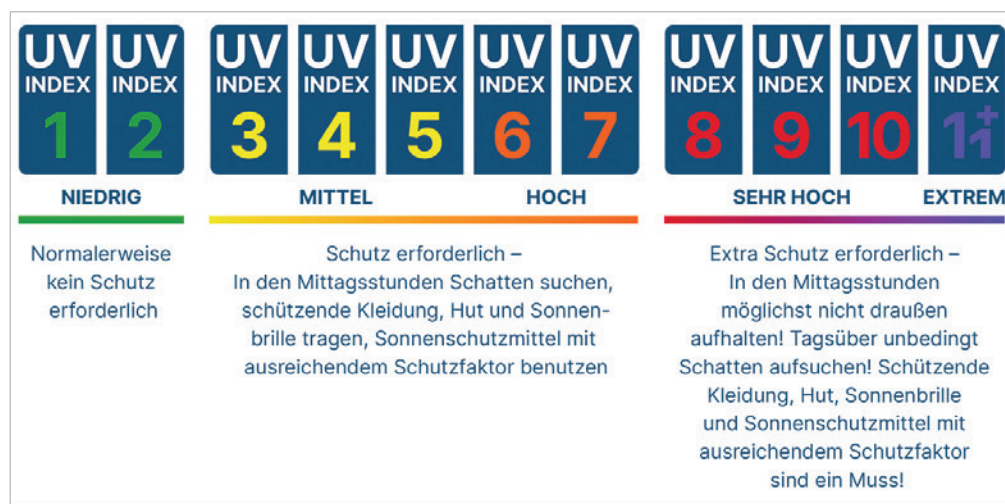 UV UV UV UV UV UV UV UV UV UV UV
INDEX INDEX INDEX INDEX INDEX INDEX INDEX INDEX INDEX INDEX INDEX
1 2 3 4 5 6 7 8 9 10 11+
NIEDRIG MITTEL HOCH SEHR HOCH EXTREM
Normalerweise
kein Schutz
erforderlich
Schutz erforderlich –
In den Mittagsstunden Schatten suchen,
schützende Kleidung, Hut und Sonnen-
brille tragen, Sonnenschutzmittel mit
ausreichendem Schutzfaktor benutzen
Extra Schutz erforderlich –
In den Mittagsstunden
möglichst nicht draußen
aufhalten! Tagsüber unbedingt
Schatten aufsuchen! Schützende
Kleidung, Hut, Sonnenbrille
und Sonnenschutzmittel mit
ausreichendem Schutzfaktor
sind ein Muss!